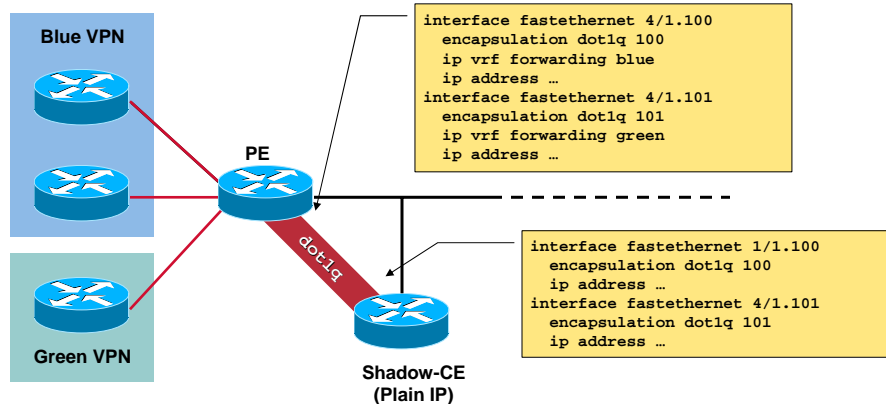 Blue VPN
interface fastethernet 4/1.100
encapsulation dot1q 100
ip vrf forwarding blue
ip address …
interface fastethernet 4/1.101
encapsulation dot1q 101
ip vrf forwarding green
ip address …
PE
dot1q
interface fastethernet 1/1.100
encapsulation dot1q 100
ip address …
interface fastethernet 4/1.101
encapsulation dot1q 101
ip address …
Green VPN
Shadow-CE
(Plain IP)